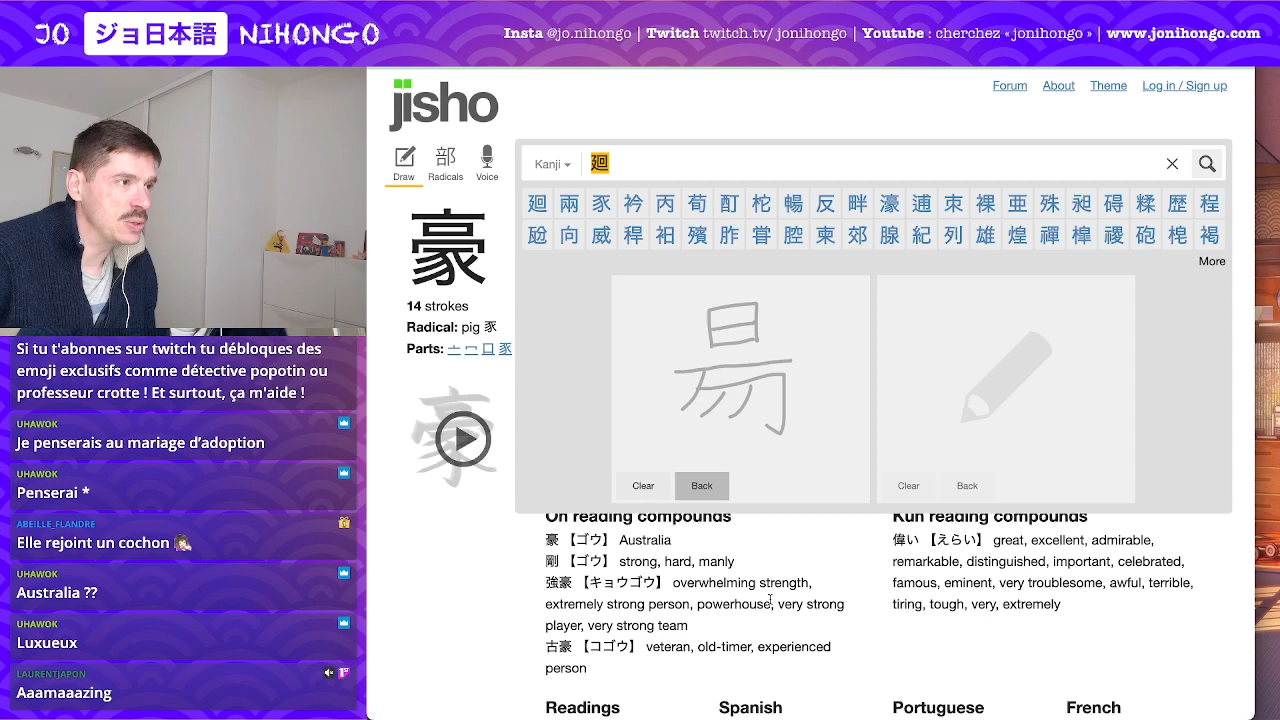 JO ジョ日本語 NIHONGO
Insta @jo.nihongo | Twitch twitch.tv/ jonihongo | Youtube : cherchez « jonihongo » | www.jonihongo.com
jisho
Forum About Theme Log in / Sign up
Draw
部
Radicals
Voice
Kanji
廻
廻 兩 豕 衿 丙 荀 酊 柁 暢 反 畔 濠 逋 朿 裸 亜 殊 昶 碍 糅 歴 程
瓰 向 威 稈 袙 殯 胙 甞 腔 柬 郊 腺 紀 列 雄 煌 禪 樟 禝 砲 梍 褐
More
豪
14 strokes
Radical: pig 豕
Parts: 亠 冖 口 豕
豪
昜
Clear Back
Clear Back
On reading compounds
豪 【ゴウ】 Australia
剛 【ゴウ】 strong, hard, manly
強豪 【キョウゴウ】 overwhelming strength,
extremely strong person, powerhouse, very strong
player, very strong team
古豪 【コゴウ】 veteran, old-timer, experienced
person
Kun reading compounds
偉い 【えらい】 great, excellent, admirable,
remarkable, distinguished, important, celebrated,
famous, eminent, very troublesome, awful, terrible,
tiring, tough, very, extremely
Readings Spanish Portuguese French
Si tu t'abonnes sur twitch tu débloques des
emoji exclusifs comme détective popotin ou
professeur crotte ! Et surtout, ça m'aide !
UHAWOK
Je penserais au mariage d'adoption
UHAWOK
Penserai *
ABEILLE_FLANDRE
Elle rejoint un cochon
UHAWOK
Australia ??
UHAWOK
Luxueux
LAURENTJAPON
Aaamaaazing